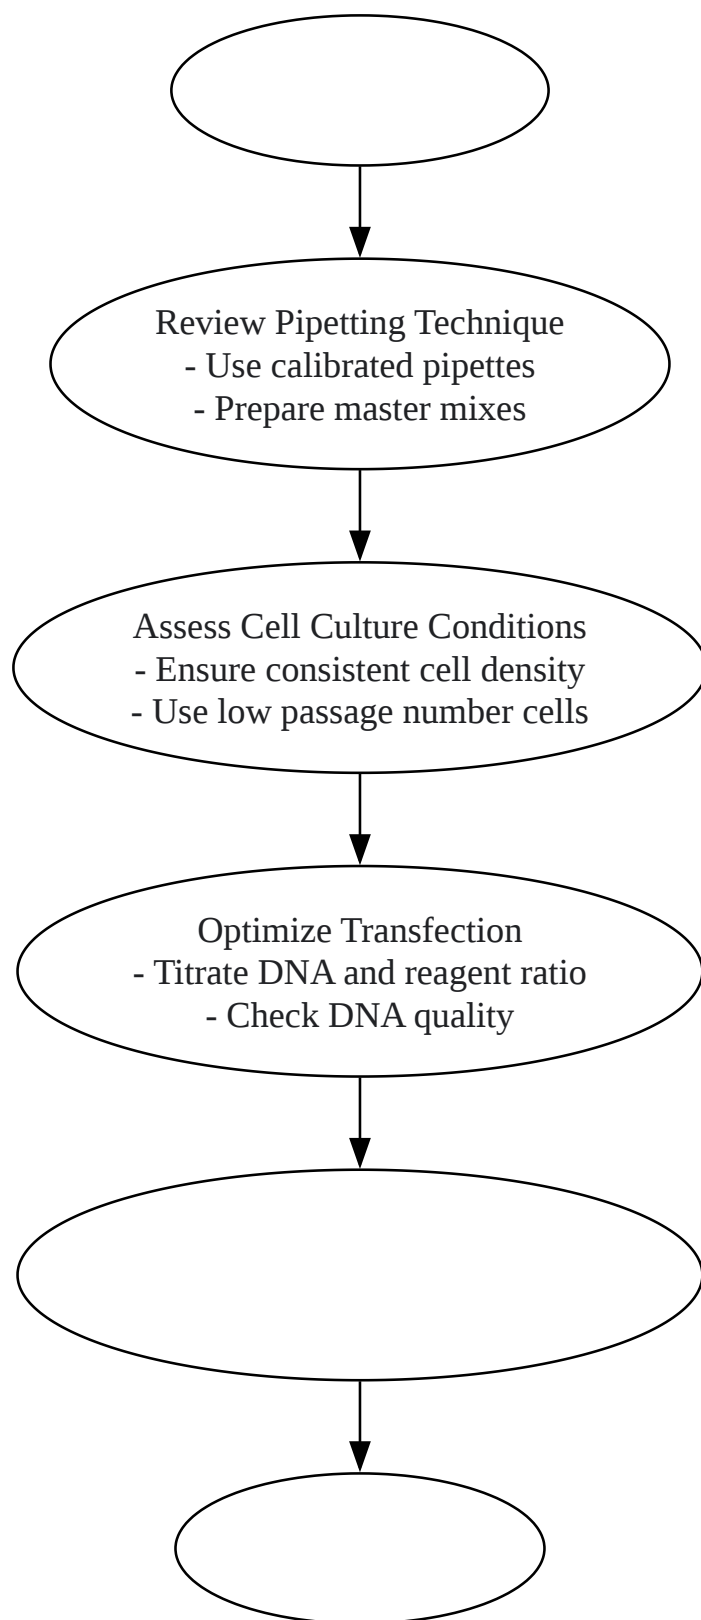 Review Pipetting Technique
- Use calibrated pipettes
- Prepare master mixes
Assess Cell Culture Conditions
- Ensure consistent cell density
- Use low passage number cells
Optimize Transfection
- Titrate DNA and reagent ratio
- Check DNA quality